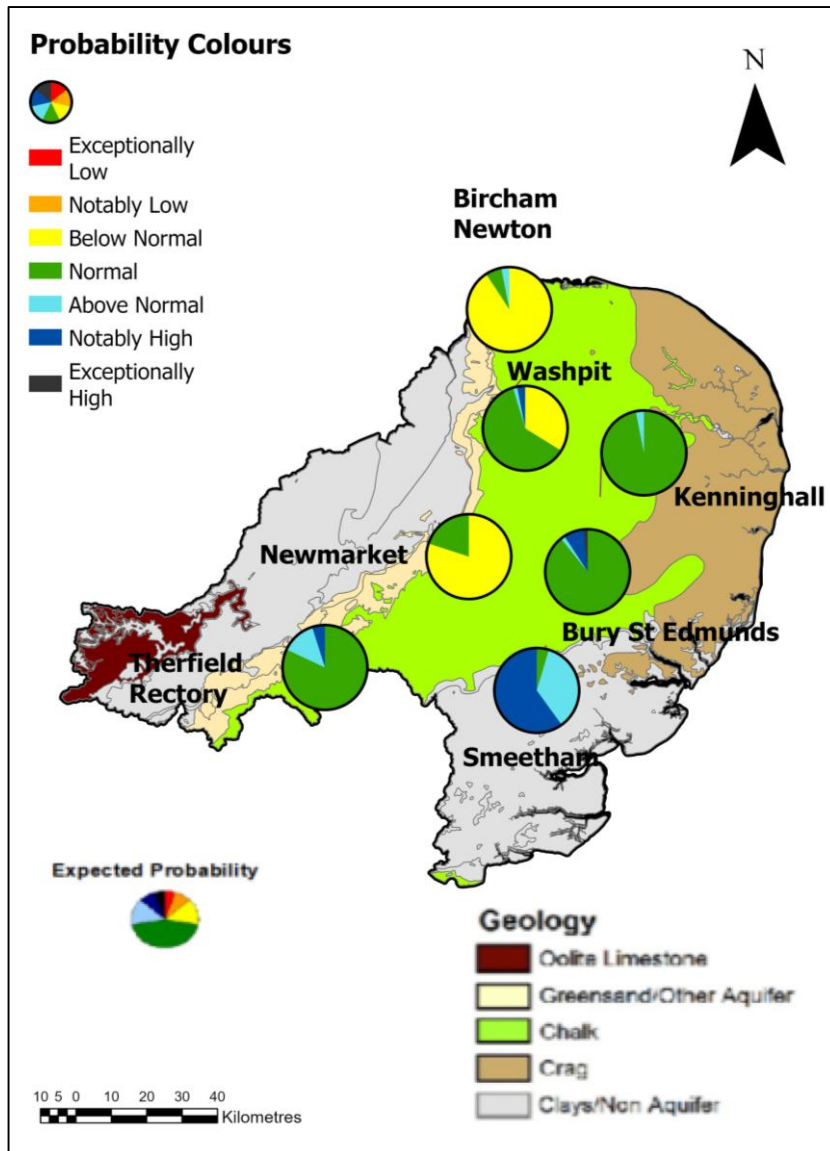 Probability Colours
N
Exceptionally
Low
Notably Low
Below Normal
Normal
Above Normal
Notably High
Exceptionally
High
Bircham
Newton
Washpit
Kenninghall
Newmarket
Bury St Edmunds
Therfield
Rectory
Smeetham
Expected Probability
Geology
Oolite Limestone
Greensand/Other Aquifer
Chalk
Crag
Clays/Non Aquifer
10 5 0 10 20 30 40
Kilometres